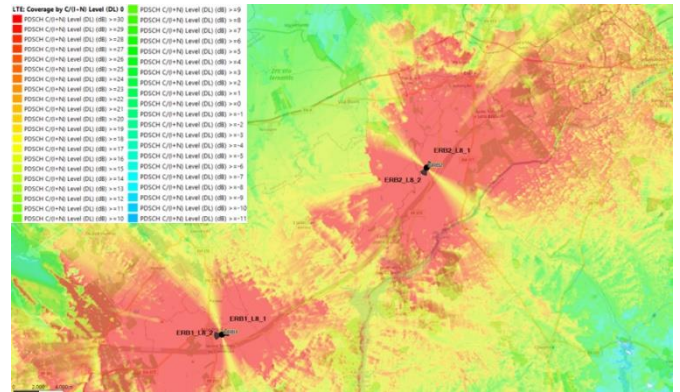 LTE: Coverage by C/(I+N) Level (DL) 0
PDSCH C/(I+N) Level (DL) (dB) >=30
PDSCH C/(I+N) Level (DL) (dB) >=29
PDSCH C/(I+N) Level (DL) (dB) >=28
PDSCH C/(I+N) Level (DL) (dB) >=27
PDSCH C/(I+N) Level (DL) (dB) >=26
PDSCH C/(I+N) Level (DL) (dB) >=25
PDSCH C/(I+N) Level (DL) (dB) >=24
PDSCH C/(I+N) Level (DL) (dB) >=23
PDSCH C/(I+N) Level (DL) (dB) >=22
PDSCH C/(I+N) Level (DL) (dB) >=21
PDSCH C/(I+N) Level (DL) (dB) >=20
PDSCH C/(I+N) Level (DL) (dB) >=19
PDSCH C/(I+N) Level (DL) (dB) >=18
PDSCH C/(I+N) Level (DL) (dB) >=17
PDSCH C/(I+N) Level (DL) (dB) >=16
PDSCH C/(I+N) Level (DL) (dB) >=15
PDSCH C/(I+N) Level (DL) (dB) >=14
PDSCH C/(I+N) Level (DL) (dB) >=13
PDSCH C/(I+N) Level (DL) (dB) >=12
PDSCH C/(I+N) Level (DL) (dB) >=11
PDSCH C/(I+N) Level (DL) (dB) >=10
PDSCH C/(I+N) Level (DL) (dB) >=9
PDSCH C/(I+N) Level (DL) (dB) >=8
PDSCH C/(I+N) Level (DL) (dB) >=7
PDSCH C/(I+N) Level (DL) (dB) >=6
PDSCH C/(I+N) Level (DL) (dB) >=5
PDSCH C/(I+N) Level (DL) (dB) >=4
PDSCH C/(I+N) Level (DL) (dB) >=3
PDSCH C/(I+N) Level (DL) (dB) >=2
PDSCH C/(I+N) Level (DL) (dB) >=1
PDSCH C/(I+N) Level (DL) (dB) >=0
PDSCH C/(I+N) Level (DL) (dB) >=-1
PDSCH C/(I+N) Level (DL) (dB) >=-2
PDSCH C/(I+N) Level (DL) (dB) >=-3
PDSCH C/(I+N) Level (DL) (dB) >=-4
PDSCH C/(I+N) Level (DL) (dB) >=-5
PDSCH C/(I+N) Level (DL) (dB) >=-6
PDSCH C/(I+N) Level (DL) (dB) >=-7
PDSCH C/(I+N) Level (DL) (dB) >=-8
PDSCH C/(I+N) Level (DL) (dB) >=-9
PDSCH C/(I+N) Level (DL) (dB) >=-10
PDSCH C/(I+N) Level (DL) (dB) >=-11
ERB2_L8_1
ERB2_L8_2
ERB1_L8_1
ERB1_L8_2